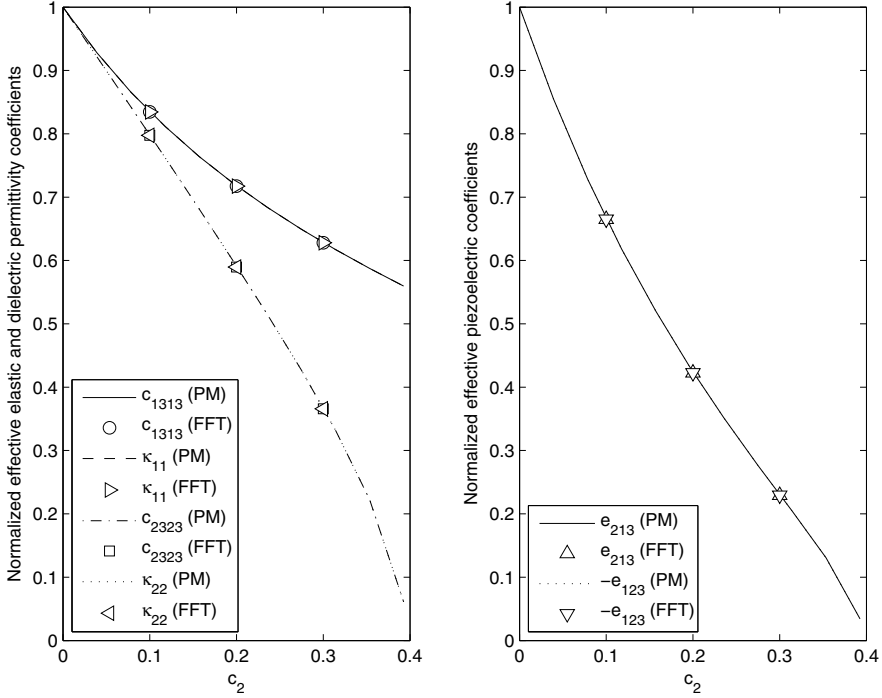 Normalized effective elastic and dielectric permittivity coefficients
1
0.9
0.8
0.7
0.6
0.5
0.4
0.3
0.2
0.1
0
0
0.1
0.2
0.3
0.4
c₂
c₁₃₁₃ (PM)
c₁₃₁₃ (FFT)
κ₁₁ (PM)
κ₁₁ (FFT)
c₂₃₂₃ (PM)
c₂₃₂₃ (FFT)
κ₂₂ (PM)
κ₂₂ (FFT)
Normalized effective piezoelectric coefficients
1
0.9
0.8
0.7
0.6
0.5
0.4
0.3
0.2
0.1
0
0
0.1
0.2
0.3
0.4
c₂
e₂₁₃ (PM)
e₂₁₃ (FFT)
−e₁₂₃ (PM)
−e₁₂₃ (FFT)